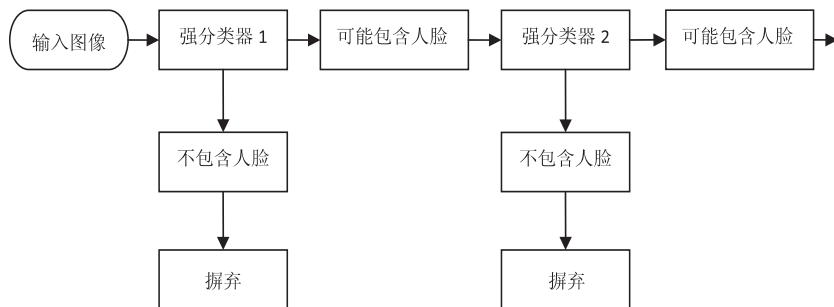 输入图像
强分类器 1
可能包含人脸
强分类器 2
可能包含人脸
不包含人脸
不包含人脸
摒弃
摒弃